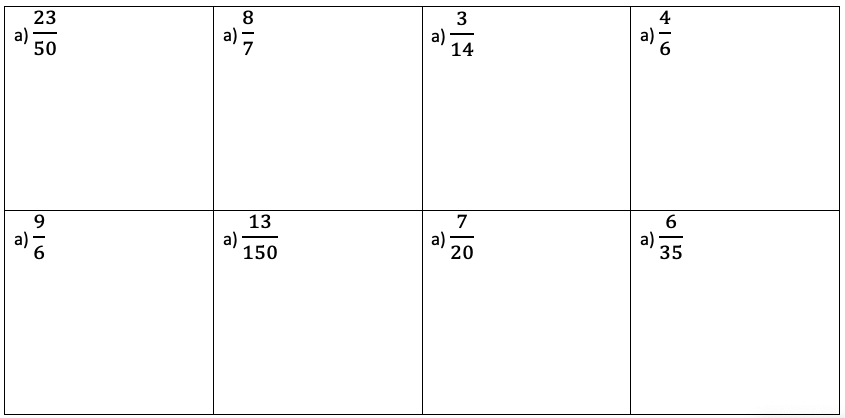 a) 23/50
a) 8/7
a) 3/14
a) 4/6
a) 9/6
a) 13/150
a) 7/20
a) 6/35